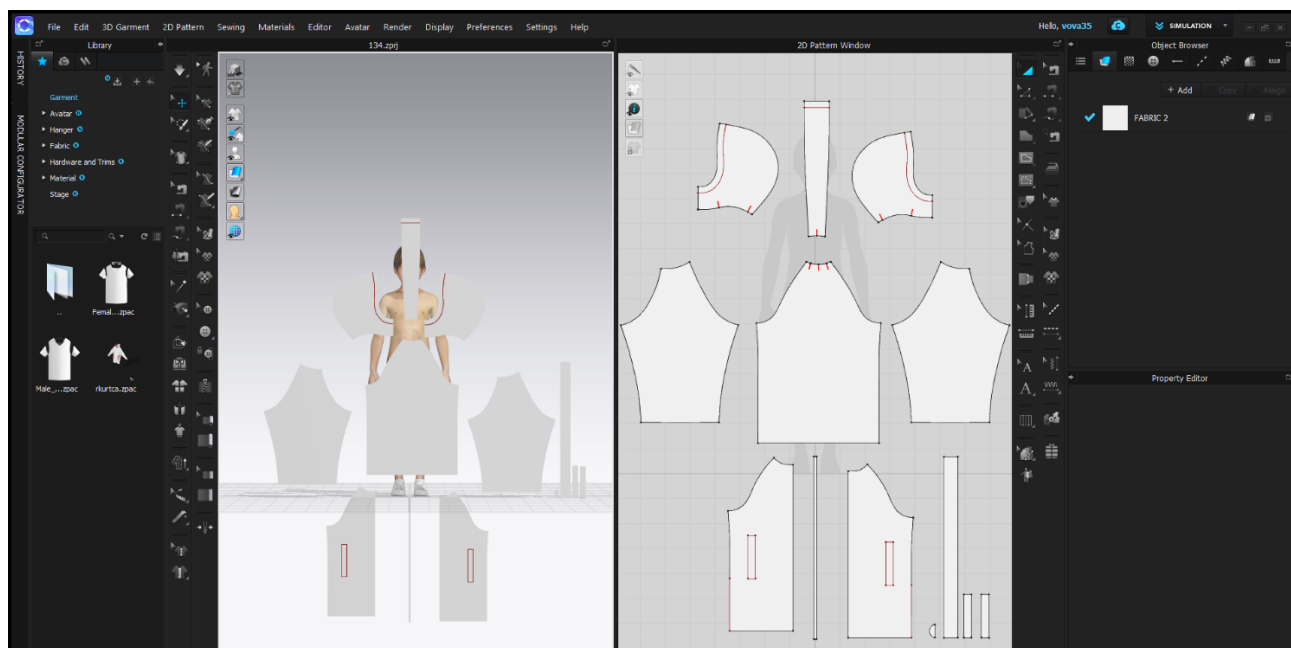 File Edit 3D Garment 2D Pattern Sewing Materials Editor Avatar Render Display Preferences Settings Help
Hello, vova35
SIMULATION
Library
134.zprj
2D Pattern Window
Object Browser
HISTORY
MODULAR CONFIGURATOR
Garment
Avatar
Hanger
Fabric
Hardware and Trims
Material
Stage
+ Add
Copy
Assign
FABRIC 2
..
Femal...zpac
Male_...zpac
rkurtca.zpac
Property Editor